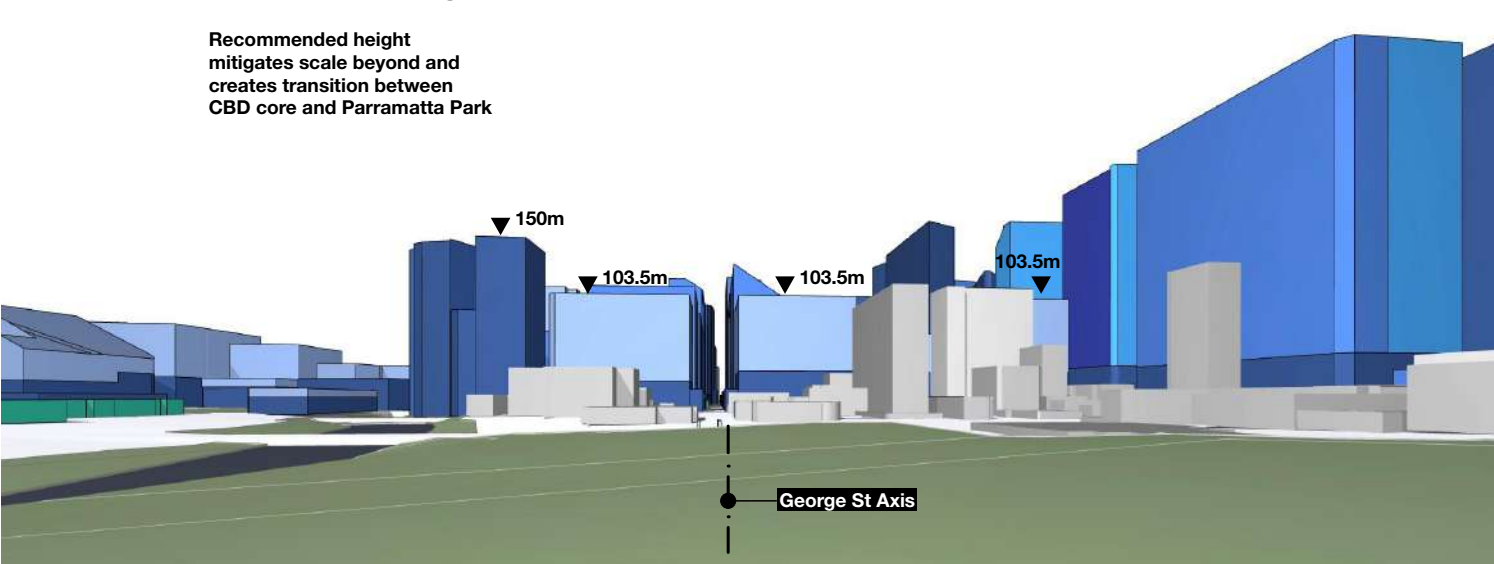 Recommended height
mitigates scale beyond and
creates transition between
CBD core and Parramatta Park
150m
103.5m
103.5m
103.5m
George St Axis